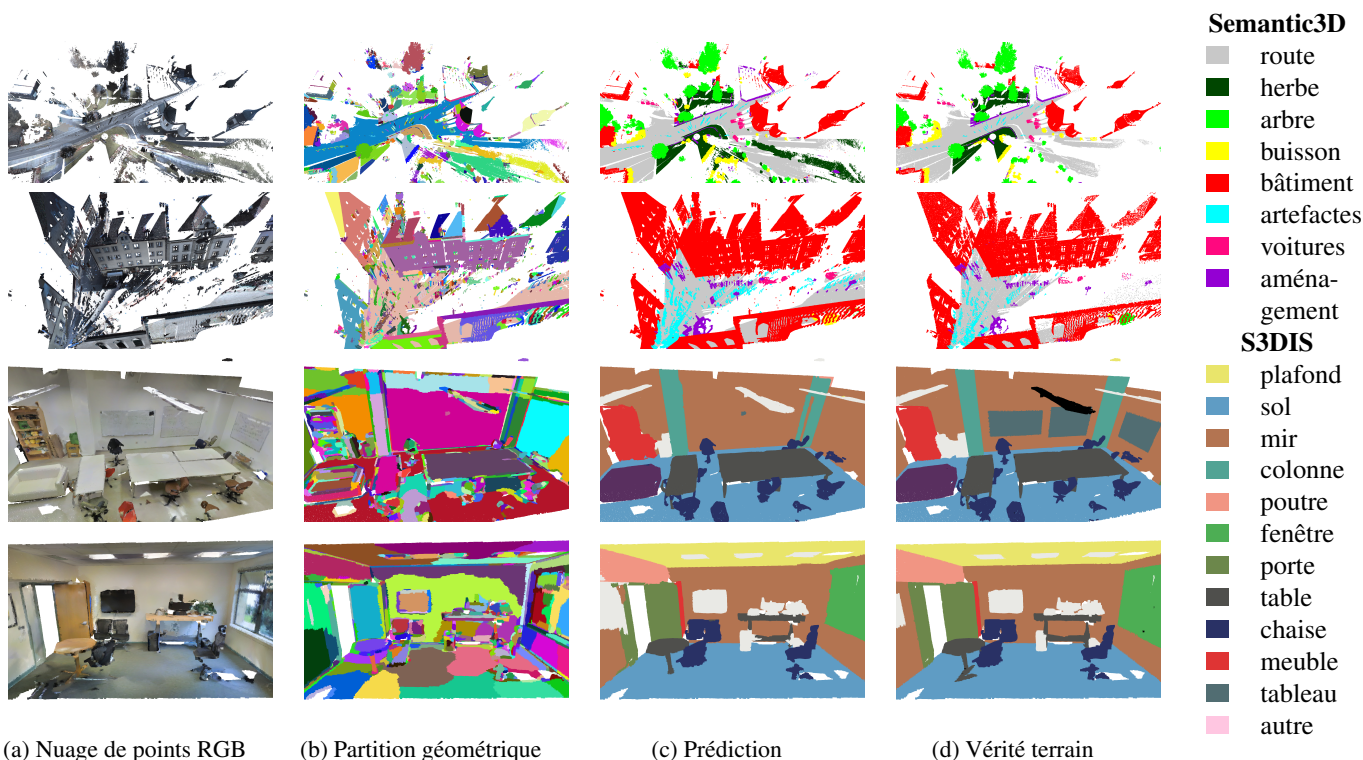 Semantic3D
route
herbe
arbre
buisson
bâtiment
artefactes
voitures
aména-
gement
S3DIS
plafond
sol
mir
colonne
poutre
fenêtre
porte
table
chaise
meuble
tableau
autre
(a) Nuage de points RGB
(b) Partition géométrique
(c) Prédiction
(d) Vérité terrain